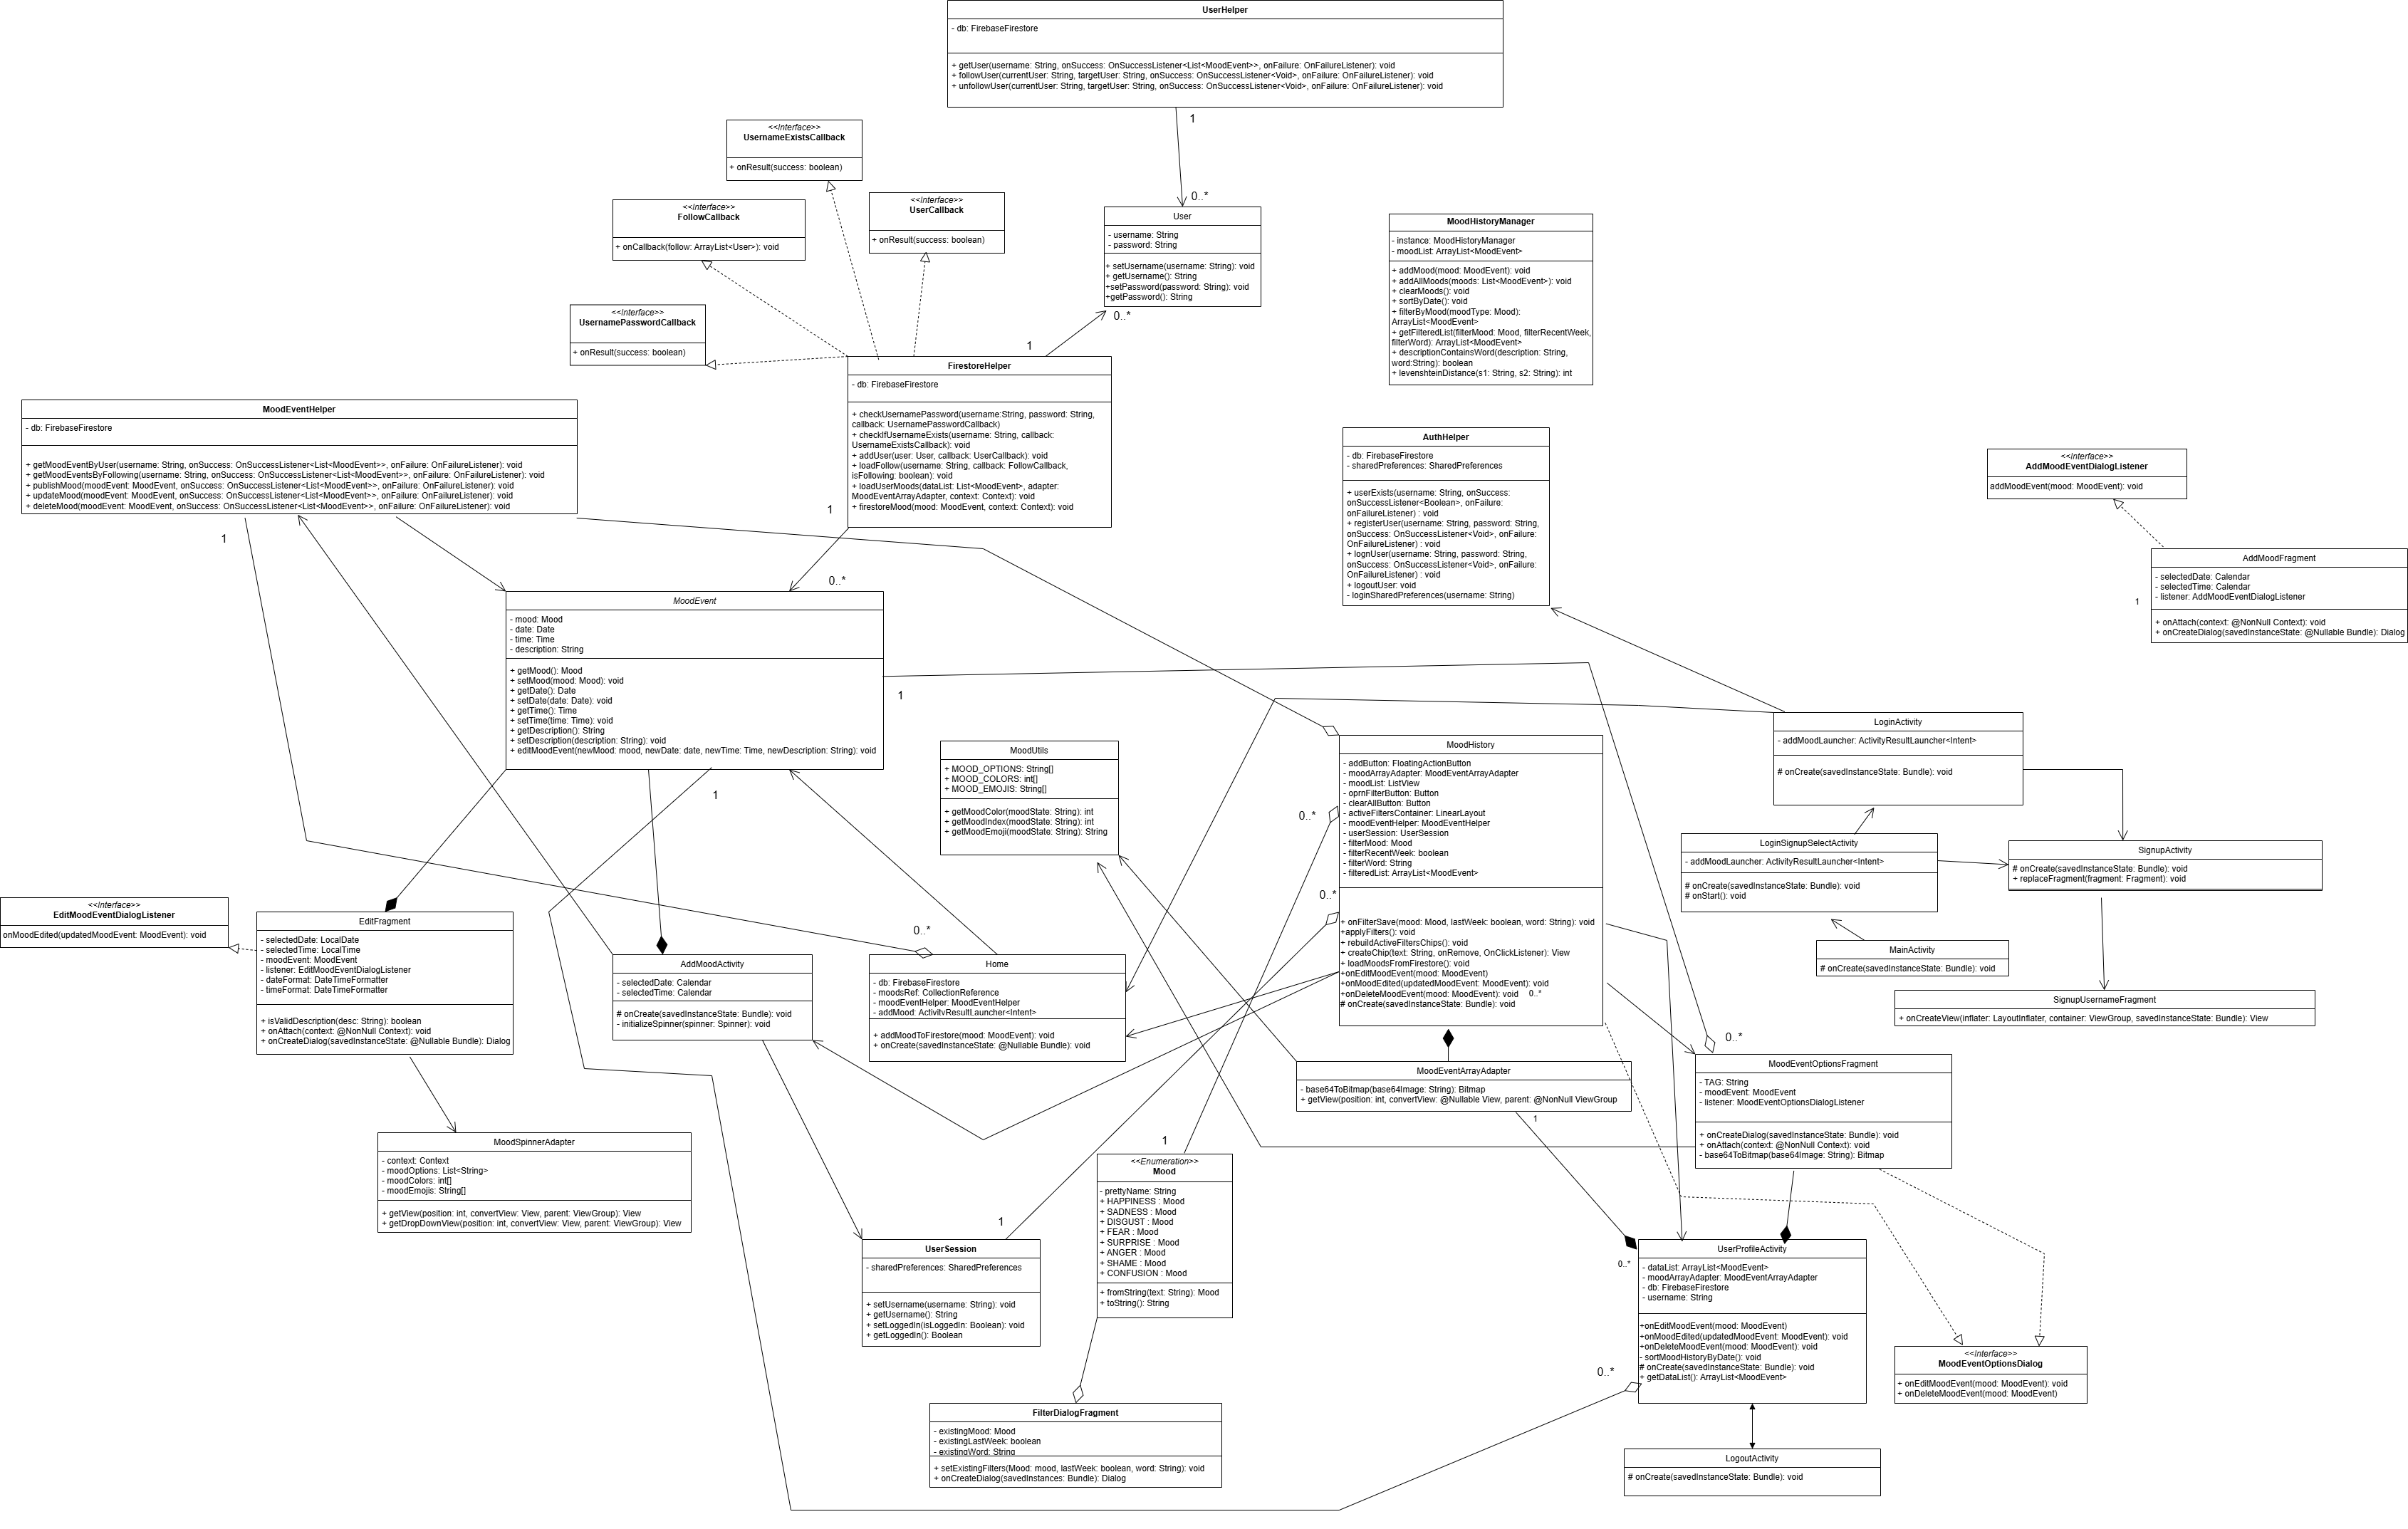 UserHelper
- db: FirebaseFirestore
+ getUser(username: String, onSuccess: OnSuccessListener<List<MoodEvent>>, onFailure: OnFailureListener): void
+ followUser(currentUser: String, targetUser: String, onSuccess: OnSuccessListener<Void>, onFailure: OnFailureListener): void
+ unfollowUser(currentUser: String, targetUser: String, onSuccess: OnSuccessListener<Void>, onFailure: OnFailureListener): void
1
0..*
<<Interface>>
UsernameExistsCallback
+ onResult(success: boolean)
<<Interface>>
FollowCallback
+ onCallback(follow: ArrayList<User>): void
<<Interface>>
UserCallback
+ onResult(success: boolean)
User
- username: String
- password: String
+ setUsername(username: String): void
+ getUsername(): String
+setPassword(password: String): void
+getPassword(): String
0..*
1
MoodHistoryManager
- instance: MoodHistoryManager
- moodList: ArrayList<MoodEvent>
+ addMood(mood: MoodEvent): void
+ addAllMoods(moods: List<MoodEvent>): void
+ clearMoods(): void
+ sortByDate(): void
+ filterByMood(moodType: Mood):
ArrayList<MoodEvent>
+ getFilteredList(filterMood: Mood, filterRecentWeek,
filterWord): ArrayList<MoodEvent>
+ descriptionContainsWord(description: String,
word:String): boolean
+ levenshteinDistance(s1: String, s2: String): int
<<Interface>>
UsernamePasswordCallback
+ onResult(success: boolean)
FirestoreHelper
- db: FirebaseFirestore
+ checkUsernamePassword(username:String, password: String,
callback: UsernamePasswordCallback)
+ checkIfUsernameExists(username: String, callback:
UsernameExistsCallback): void
+ addUser(user: User, callback: UserCallback): void
+ loadFollow(username: String, callback: FollowCallback,
isFollowing: boolean): void
+ loadUserMoods(dataList: List<MoodEvent>, adapter:
MoodEventArrayAdapter, context: Context): void
+ firestoreMood(mood: MoodEvent, context: Context): void
1
0..*
MoodEventHelper
- db: FirebaseFirestore
+ getMoodEventByUser(username: String, onSuccess: OnSuccessListener<List<MoodEvent>>, onFailure: OnFailureListener): void
+ getMoodEventsByFollowing(username: String, onSuccess: OnSuccessListener<List<MoodEvent>>, onFailure: OnFailureListener): void
+ publishMood(moodEvent: MoodEvent, onSuccess: OnSuccessListener<List<MoodEvent>>, onFailure: OnFailureListener): void
+ updateMood(moodEvent: MoodEvent, onSuccess: OnSuccessListener<List<MoodEvent>>, onFailure: OnFailureListener): void
+ deleteMood(moodEvent: MoodEvent, onSuccess: OnSuccessListener<List<MoodEvent>>, onFailure: OnFailureListener): void
1
AuthHelper
- db: FirebaseFirestore
- sharedPreferences: SharedPreferences
+ userExists(username: String, onSuccess:
onSuccessListener<Boolean>, onFailure:
onFailureListener) : void
+ registerUser(username: String, password: String,
onSuccess: OnSuccessListener<Void>, onFailure:
OnFailureListener) : void
+ lognUser(username: String, password: String,
onSuccess: OnSuccessListener<Void>, onFailure:
OnFailureListener) : void
+ logoutUser: void
- loginSharedPreferences(username: String)
<<Interface>>
AddMoodEventDialogListener
addMoodEvent(mood: MoodEvent): void
AddMoodFragment
- selectedDate: Calendar
- selectedTime: Calendar
- listener: AddMoodEventDialogListener
+ onAttach(context: @NonNull Context): void
+ onCreateDialog(savedInstanceState: @Nullable Bundle): Dialog
1
MoodEvent
- mood: Mood
- date: Date
- time: Time
- description: String
+ getMood(): Mood
+ setMood(mood: Mood): void
+ getDate(): Date
+ setDate(date: Date): void
+ getTime(): Time
+ setTime(time: Time): void
+ getDescription(): String
+ setDescription(description: String): void
+ editMoodEvent(newMood: mood, newDate: date, newTime: Time, newDescription: String): void
1
1
MoodUtils
+ MOOD_OPTIONS: String[]
+ MOOD_COLORS: int[]
+ MOOD_EMOJIS: String[]
+ getMoodColor(moodState: String): int
+ getMoodIndex(moodState: String): int
+ getMoodEmoji(moodState: String): String
MoodHistory
- addButton: FloatingActionButton
- moodArrayAdapter: MoodEventArrayAdapter
- moodList: ListView
- oprnFilterButton: Button
- clearAllButton: Button
- activeFiltersContainer: LinearLayout
- moodEventHelper: MoodEventHelper
- userSession: UserSession
- filterMood: Mood
- filterRecentWeek: boolean
- filterWord: String
- filteredList: ArrayList<MoodEvent>
+ onFilterSave(mood: Mood, lastWeek: boolean, word: String): void
+applyFilters(): void
+ rebuildActiveFiltersChips(): void
+ createChip(text: String, onRemove, OnClickListener): View
+ loadMoodsFromFirestore(): void
+onEditMoodEvent(mood: MoodEvent)
+onMoodEdited(updatedMoodEvent: MoodEvent): void
+onDeleteMoodEvent(mood: MoodEvent): void
0..*
# onCreate(savedInstanceState: Bundle): void
0..*
0..*
LoginActivity
- addMoodLauncher: ActivityResultLauncher<Intent>
# onCreate(savedInstanceState: Bundle): void
LoginSignupSelectActivity
- addMoodLauncher: ActivityResultLauncher<Intent>
# onCreate(savedInstanceState: Bundle): void
# onStart(): void
SignupActivity
# onCreate(savedInstanceState: Bundle): void
+ replaceFragment(fragment: Fragment): void
MainActivity
# onCreate(savedInstanceState: Bundle): void
SignupUsernameFragment
+ onCreateView(inflater: LayoutInflater, container: ViewGroup, savedInstanceState: Bundle): View
<<Interface>>
EditMoodEventDialogListener
onMoodEdited(updatedMoodEvent: MoodEvent): void
EditFragment
- selectedDate: LocalDate
- selectedTime: LocalTime
- moodEvent: MoodEvent
- listener: EditMoodEventDialogListener
- dateFormat: DateTimeFormatter
- timeFormat: DateTimeFormatter
+ isValidDescription(desc: String): boolean
+ onAttach(context: @NonNull Context): void
+ onCreateDialog(savedInstanceState: @Nullable Bundle): Dialog
AddMoodActivity
- selectedDate: Calendar
- selectedTime: Calendar
# onCreate(savedInstanceState: Bundle): void
- initializeSpinner(spinner: Spinner): void
0..*
Home
- db: FirebaseFirestore
- moodsRef: CollectionReference
- moodEventHelper: MoodEventHelper
- addMood: ActivityResultLauncher<Intent>
+ addMoodToFirestore(mood: MoodEvent): void
+ onCreate(savedInstanceState: @Nullable Bundle): void
MoodEventArrayAdapter
- base64ToBitmap(base64Image: String): Bitmap
+ getView(position: int, convertView: @Nullable View, parent: @NonNull ViewGroup
1
0..*
MoodEventOptionsFragment
- TAG: String
- moodEvent: MoodEvent
- listener: MoodEventOptionsDialogListener
+ onCreateDialog(savedInstanceState: Bundle): void
+ onAttach(context: @NonNull Context): void
- base64ToBitmap(base64Image: String): Bitmap
MoodSpinnerAdapter
- context: Context
- moodOptions: List<String>
- moodColors: int[]
- moodEmojis: String[]
+ getView(position: int, convertView: View, parent: ViewGroup): View
+ getDropDownView(position: int, convertView: View, parent: ViewGroup): View
1
UserSession
- sharedPreferences: SharedPreferences
+ setUsername(username: String): void
+ getUsername(): String
+ setLoggedIn(isLoggedIn: Boolean): void
+ getLoggedIn(): Boolean
1
<<Enumeration>>
Mood
- prettyName: String
+ HAPPINESS : Mood
+ SADNESS : Mood
+ DISGUST : Mood
+ FEAR : Mood
+ SURPRISE : Mood
+ ANGER : Mood
+ SHAME : Mood
+ CONFUSION : Mood
+ fromString(text: String): Mood
+ toString(): String
0..*
UserProfileActivity
- dataList: ArrayList<MoodEvent>
- moodArrayAdapter: MoodEventArrayAdapter
- db: FirebaseFirestore
- username: String
+onEditMoodEvent(mood: MoodEvent)
+onMoodEdited(updatedMoodEvent: MoodEvent): void
+onDeleteMoodEvent(mood: MoodEvent): void
- sortMoodHistoryByDate(): void
# onCreate(savedInstanceState: Bundle): void
+ getDataList(): ArrayList<MoodEvent>
0..*
<<Interface>>
MoodEventOptionsDialog
+ onEditMoodEvent(mood: MoodEvent): void
+ onDeleteMoodEvent(mood: MoodEvent)
FilterDialogFragment
- existingMood: Mood
- existingLastWeek: boolean
- existingWord: String
+ setExistingFilters(Mood: mood, lastWeek: boolean, word: String): void
+ onCreateDialog(savedInstances: Bundle): Dialog
LogoutActivity
# onCreate(savedInstanceState: Bundle): void